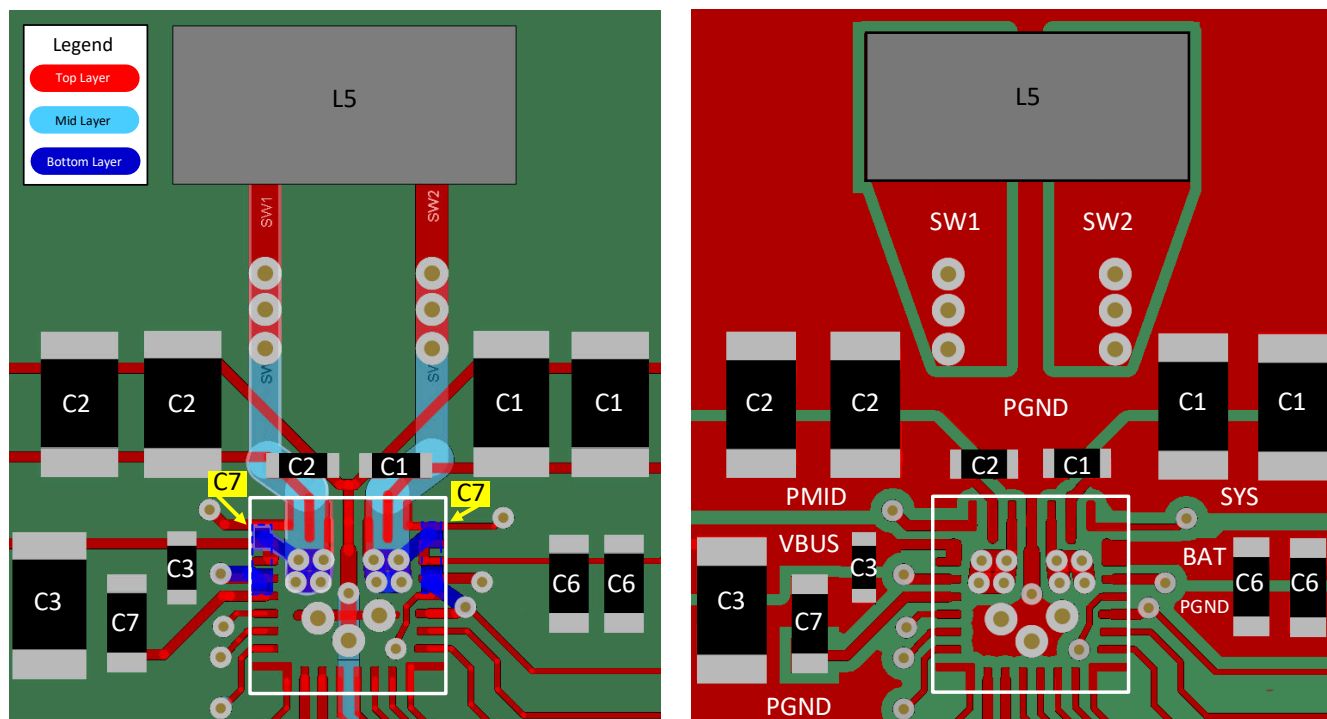 Legend
Top Layer
Mid Layer
Bottom Layer
L5
SW1
SW2
SW
SW
C2
C2
C1
C1
C2
C1
C7
C7
C3
C3
C7
C6
C6
L5
SW1
SW2
C2
C2
C1
C1
PGND
C2
C1
PMID
SYS
VBUS
BAT
C3
C3
C7
C6
C6
PGND
PGND